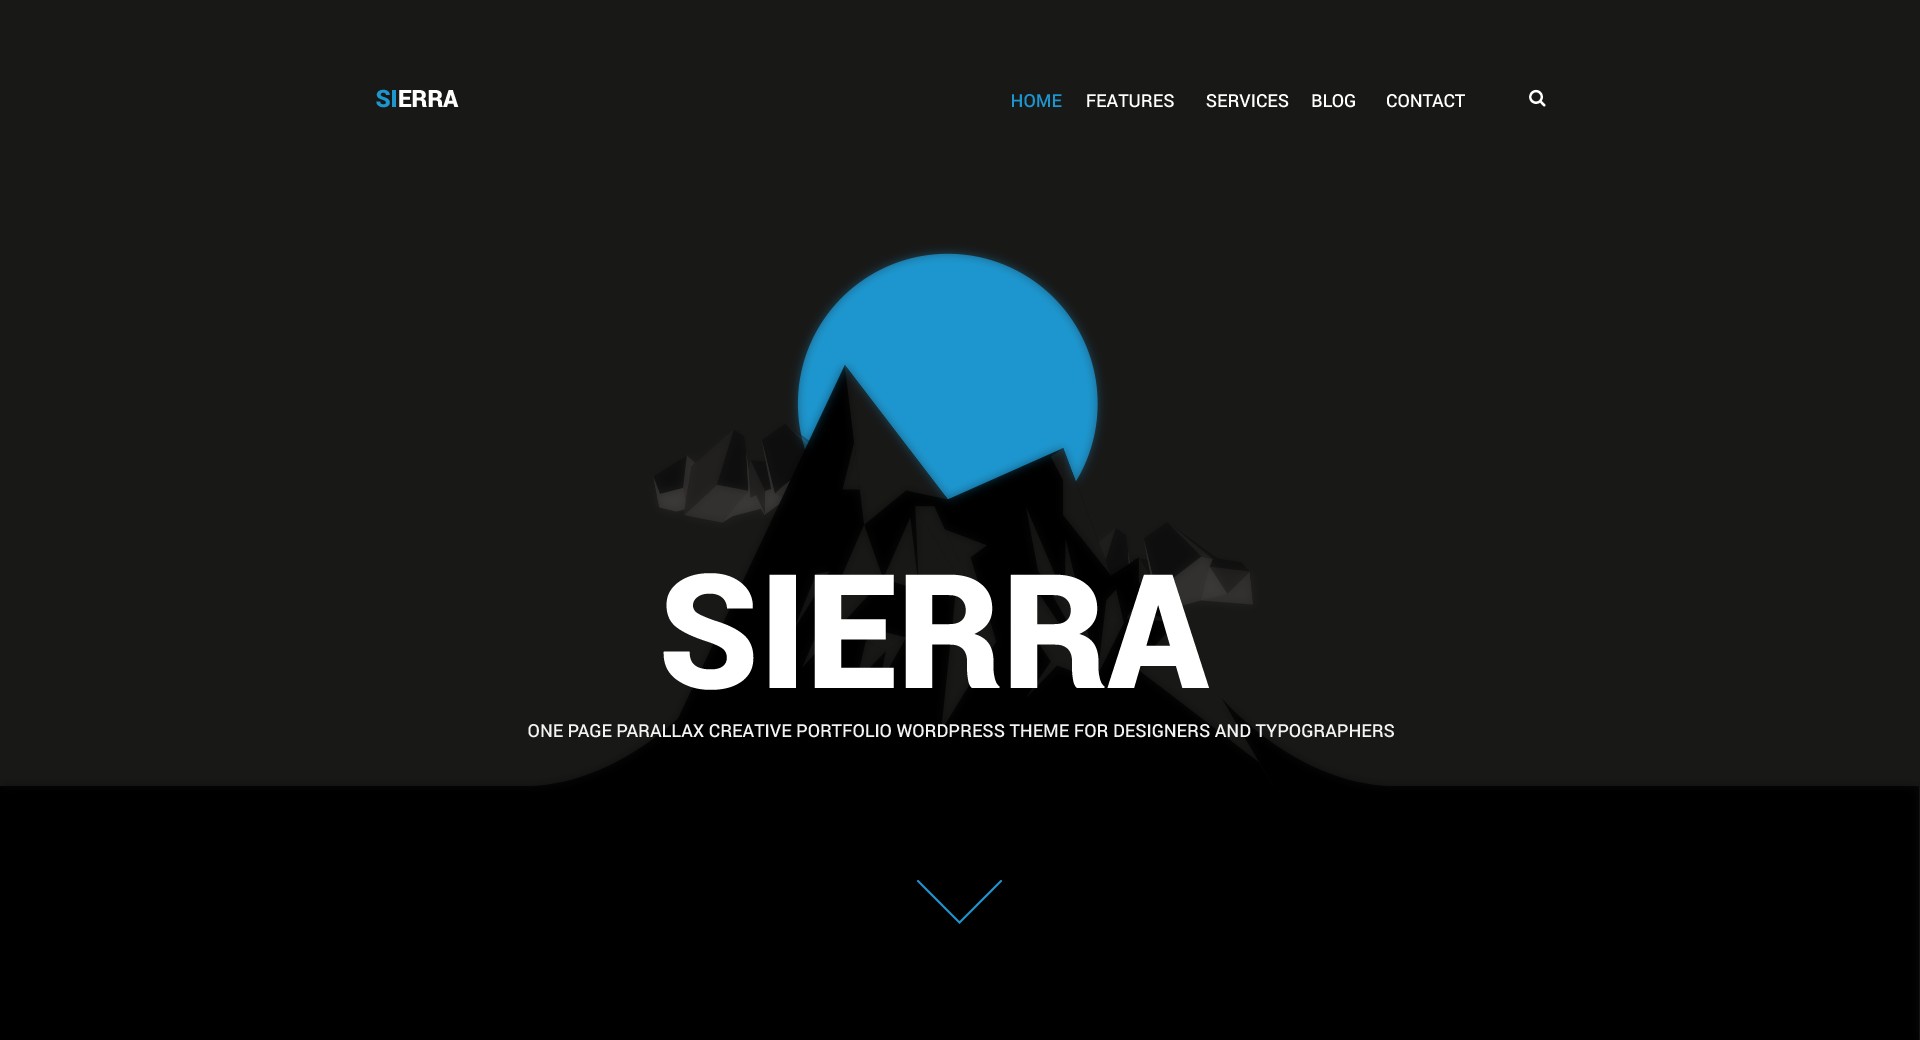 SIERRA
HOME FEATURES SERVICES BLOG CONTACT
SIERRA
ONE PAGE PARALLAX CREATIVE PORTFOLIO WORDPRESS THEME FOR DESIGNERS AND TYPOGRAPHERS